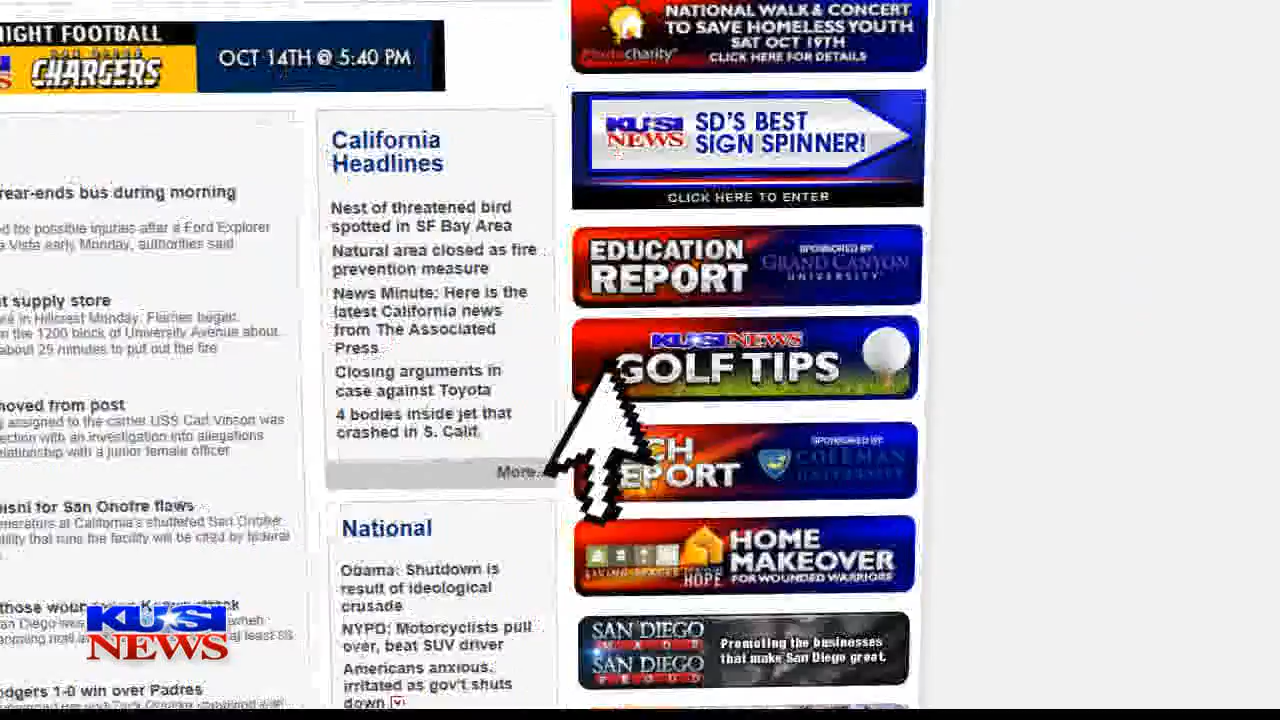 IGHT FOOTBALL
CHARGERS
OCT 14TH @ 5:40 PM
rear-ends bus during morning
ed for possible injuries after a Ford Explorer
a Vista early Monday, authorities said
t supply store
in Hillcrest Monday. Flames began
n the 1200 block of University Avenue about
about 25 minutes to put out the fire
moved from post
assigned to the carrier USS Carl Vinson was
ection with an investigation into allegations
relationship with a junior female officer
bishi for San Onofre flaws
enerators at California's shuttered San Onofre
ility that runs the facility will be cited by federal
those wounded in
KUSI
NEWS
dgers 1-0 win over Padres
California
Headlines
Nest of threatened bird
spotted in SF Bay Area
Natural area closed as fire
prevention measure
News Minute: Here is the
latest California news
from The Associated
Press
Closing arguments in
case against Toyota
4 bodies inside jet that
crashed in S. Calif.
More
National
Obama: Shutdown is
result of ideological
crusade
NYPD: Motorcyclists pull
over, beat SUV driver
Americans anxious,
irritated as gov't shuts
down
NATIONAL WALK & CONCERT
TO SAVE HOMELESS YOUTH
SAT OCT 19TH
CLICK HERE FOR DETAILS
charity
KUSI
NEWS
SD'S BEST
SIGN SPINNER!
CLICK HERE TO ENTER
EDUCATION
REPORT
SPONSORED BY
GRAND CANYON
UNIVERSITY
KUSI NEWS
GOLF TIPS
CH
EPORT
SPONSORED BY
COLEMAN
UNIVERSITY
HOPE
HOME
MAKEOVER
FOR WOUNDED WARRIORS
SAN DIEGO
MADE
SAN DIEGO
PROUD
Promoting the businesses
that make San Diego great.